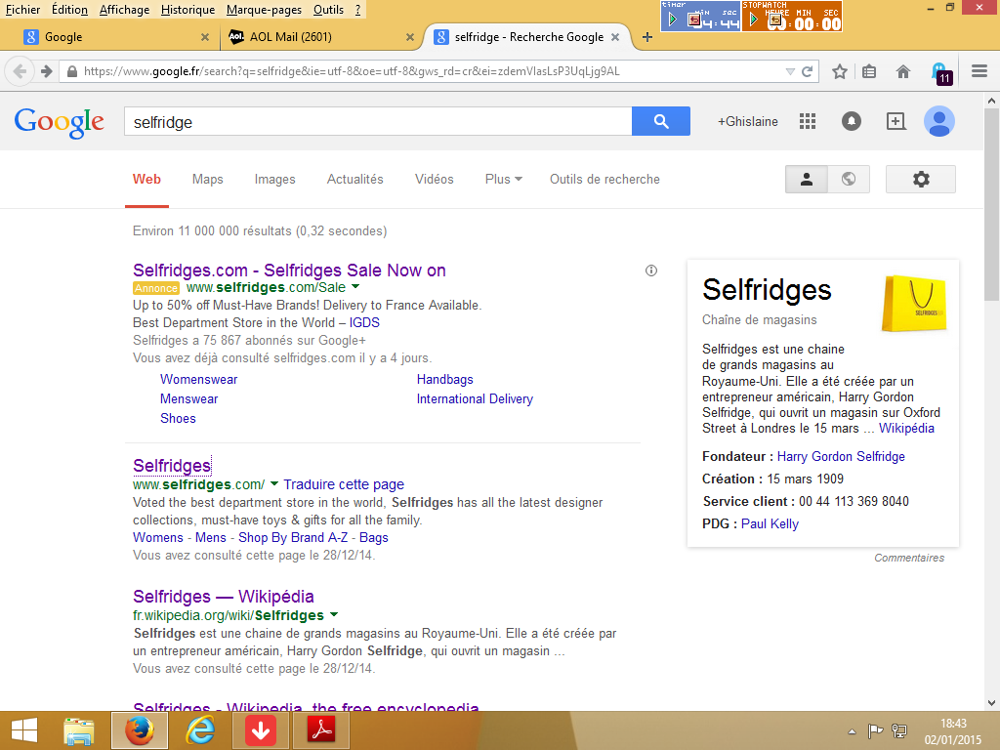 Fichier Édition Affichage Historique Marque-pages Outils ?
timer
min sec
4:44
STOPWATCH
HEURE MIN SEC
00:00:00
Google
AOL Mail (2601)
selfridge - Recherche Google
https://www.google.fr/search?q=selfridge&ie=utf-8&oe=utf-8&gws_rd=cr&ei=zdemVIasLsP3UqLjg9AL
11
Google
selfridge
+Ghislaine
Web Maps Images Actualités Vidéos Plus Outils de recherche
Environ 11 000 000 résultats (0,32 secondes)
Selfridges.com - Selfridges Sale Now on
Annonce www.selfridges.com/Sale
Up to 50% off Must-Have Brands! Delivery to France Available.
Best Department Store in the World – IGDS
Selfridges a 75 867 abonnés sur Google+
Vous avez déjà consulté selfridges.com il y a 4 jours.
Womenswear Handbags
Menswear International Delivery
Shoes
Selfridges
www.selfridges.com/ Traduire cette page
Voted the best department store in the world, Selfridges has all the latest designer
collections, must-have toys & gifts for all the family.
Womens - Mens - Shop By Brand A-Z - Bags
Vous avez consulté cette page le 28/12/14.
Selfridges — Wikipédia
fr.wikipedia.org/wiki/Selfridges
Selfridges est une chaine de grands magasins au Royaume-Uni. Elle a été créée par
un entrepreneur américain, Harry Gordon Selfridge, qui ouvrit un magasin ...
Vous avez consulté cette page le 28/12/14.
Selfridges - Wikipedia, the free encyclopedia
Selfridges
Chaîne de magasins
SELFRIDGES
Selfridges est une chaine
de grands magasins au
Royaume-Uni. Elle a été créée par un
entrepreneur américain, Harry Gordon
Selfridge, qui ouvrit un magasin sur Oxford
Street à Londres le 15 mars ... Wikipédia
Fondateur : Harry Gordon Selfridge
Création : 15 mars 1909
Service client : 00 44 113 369 8040
PDG : Paul Kelly
Commentaires
18:43
02/01/2015